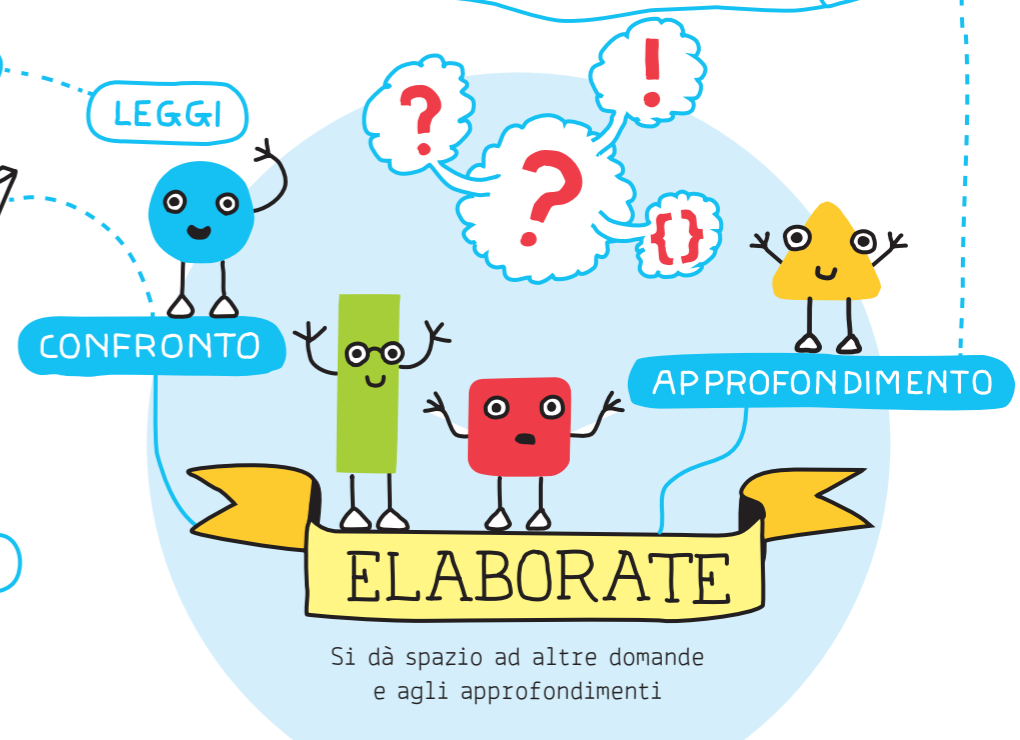 LEGGI
?
!
?
{}
CONFRONTO
APPROFONDIMENTO
ELABORATE
Si dà spazio ad altre domande
e agli approfondimenti